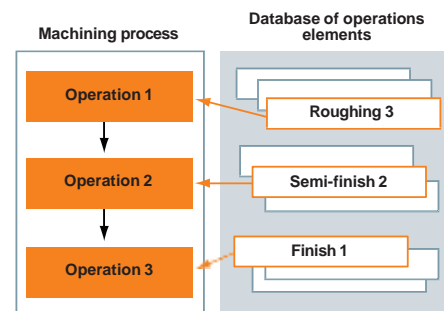 Machining process
Database of operations
elements
Operation 1
Roughing 3
Operation 2
Semi-finish 2
Operation 3
Finish 1